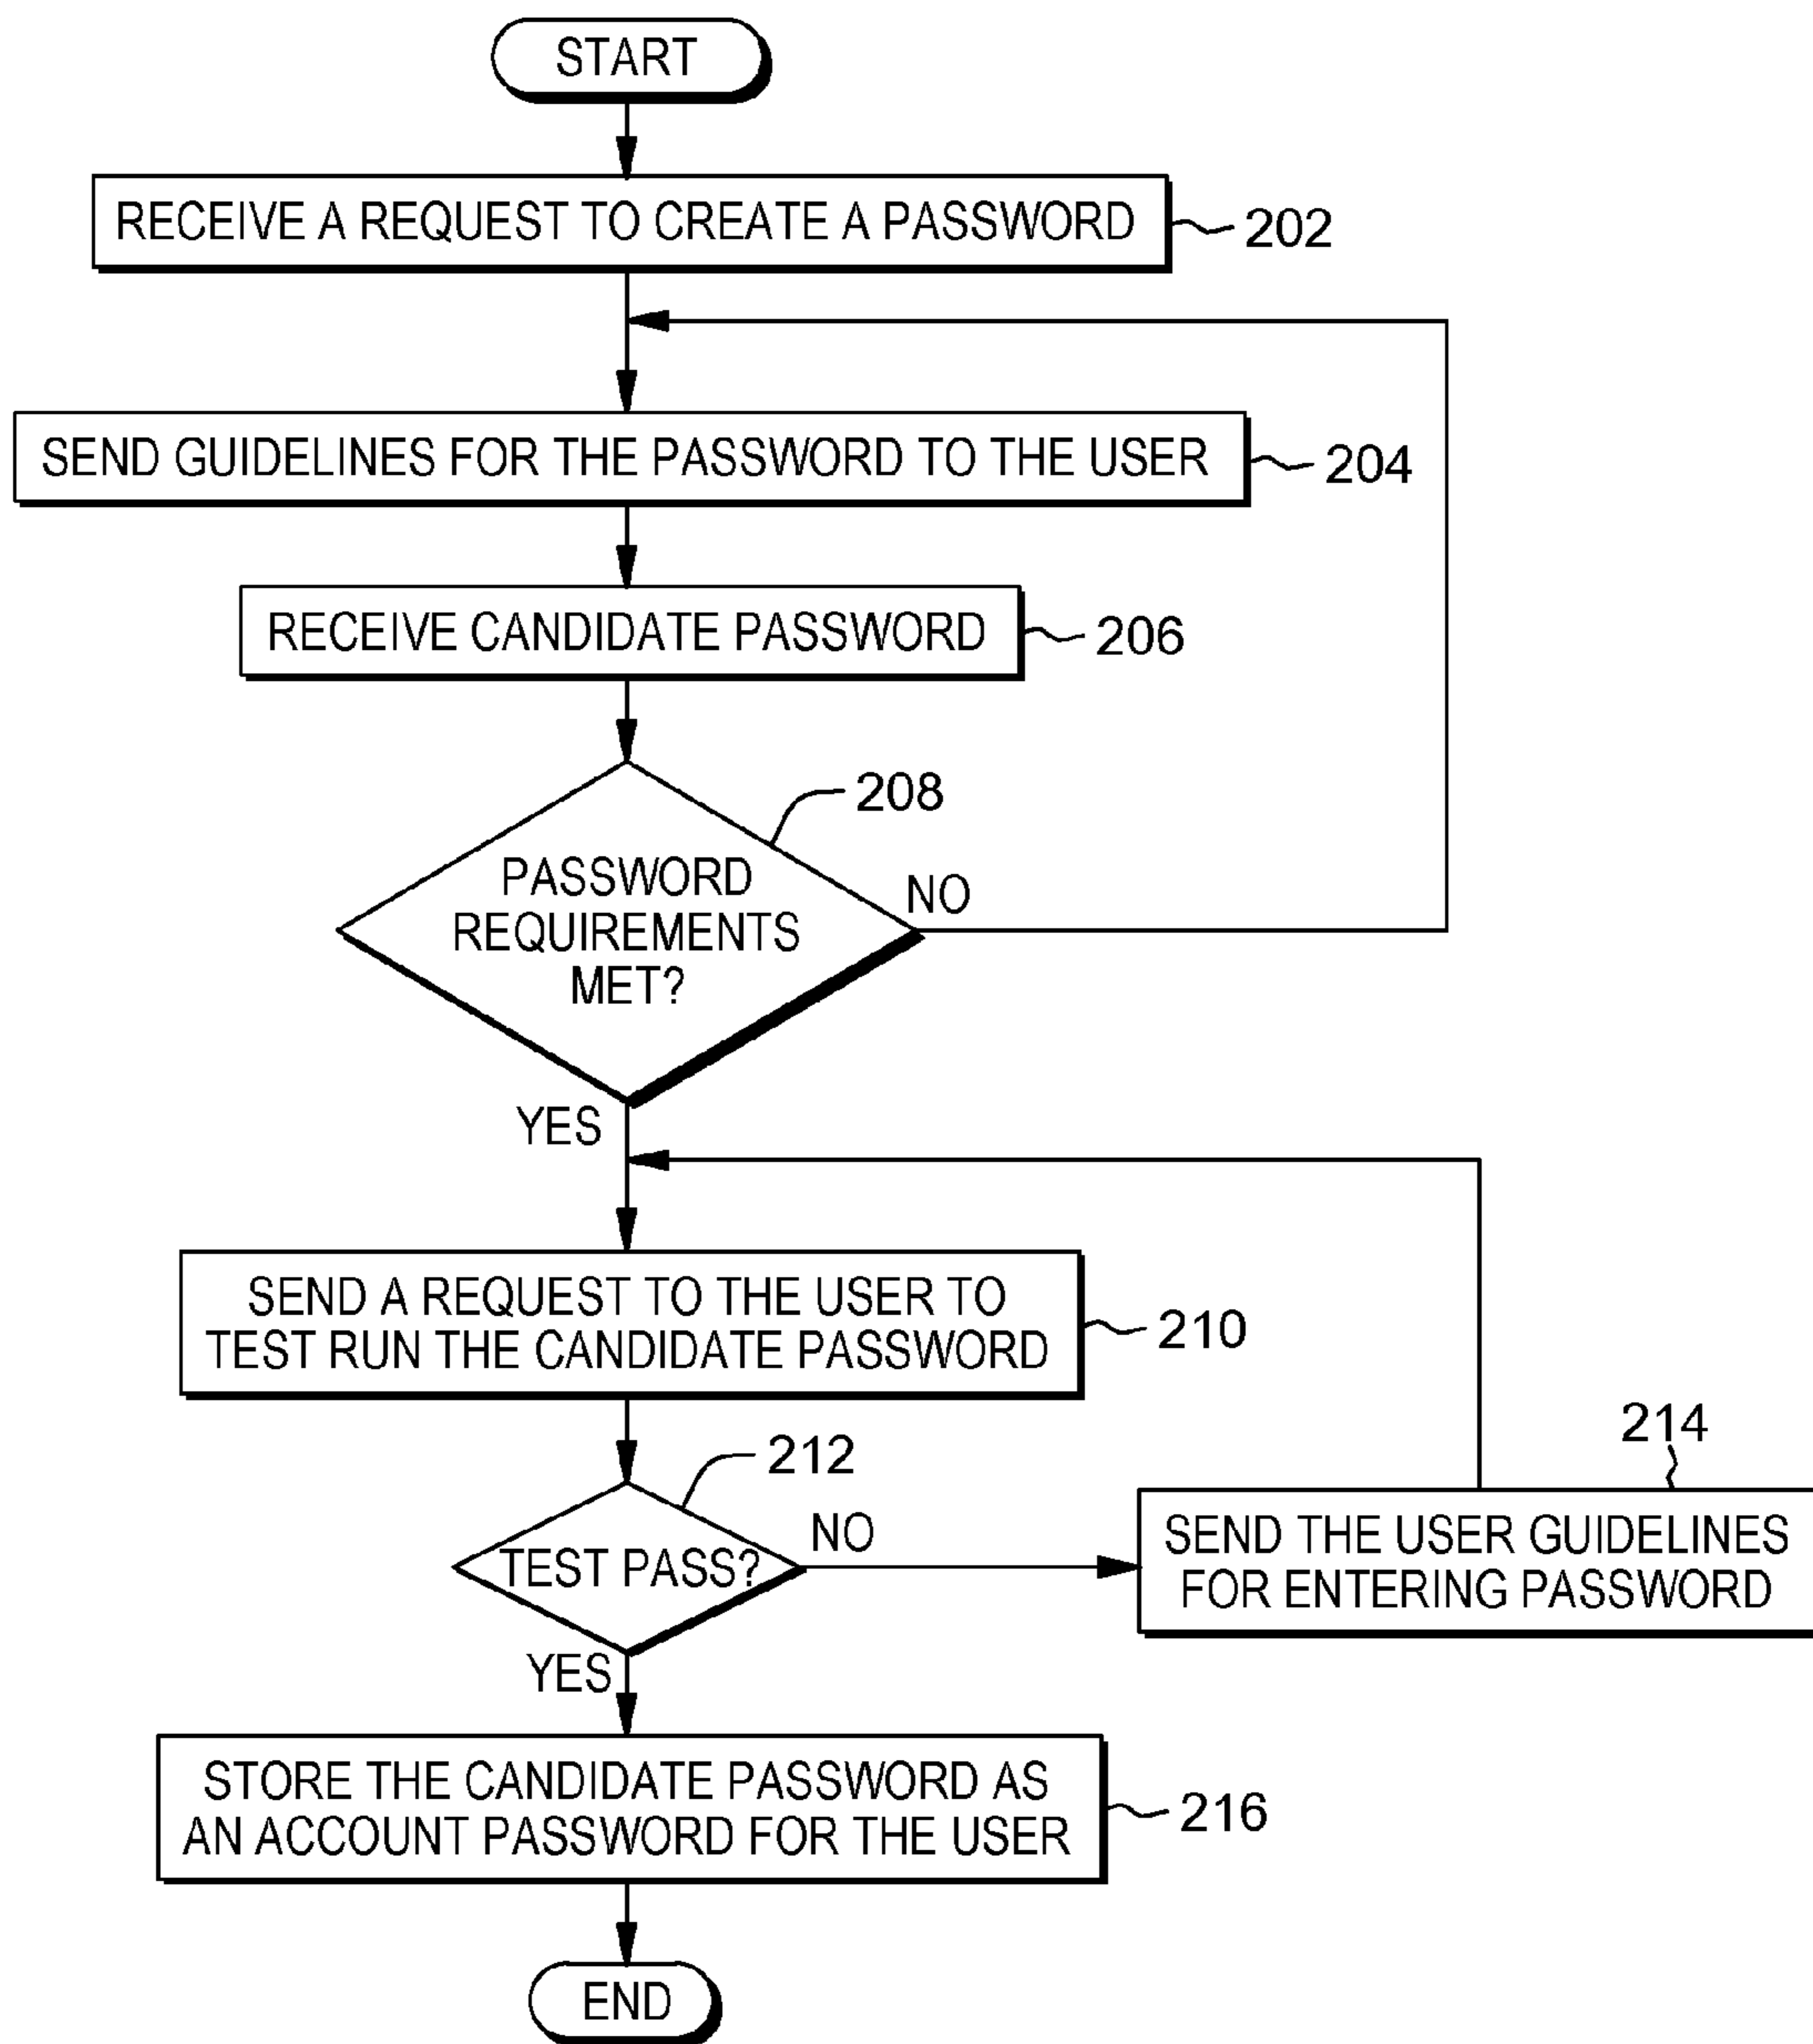 START
RECEIVE A REQUEST TO CREATE A PASSWORD
202
SEND GUIDELINES FOR THE PASSWORD TO THE USER
204
RECEIVE CANDIDATE PASSWORD
206
208
PASSWORD
REQUIREMENTS
MET?
NO
YES
SEND A REQUEST TO THE USER TO
TEST RUN THE CANDIDATE PASSWORD
210
212
TEST PASS?
NO
214
SEND THE USER GUIDELINES
FOR ENTERING PASSWORD
YES
STORE THE CANDIDATE PASSWORD AS
AN ACCOUNT PASSWORD FOR THE USER
216
END